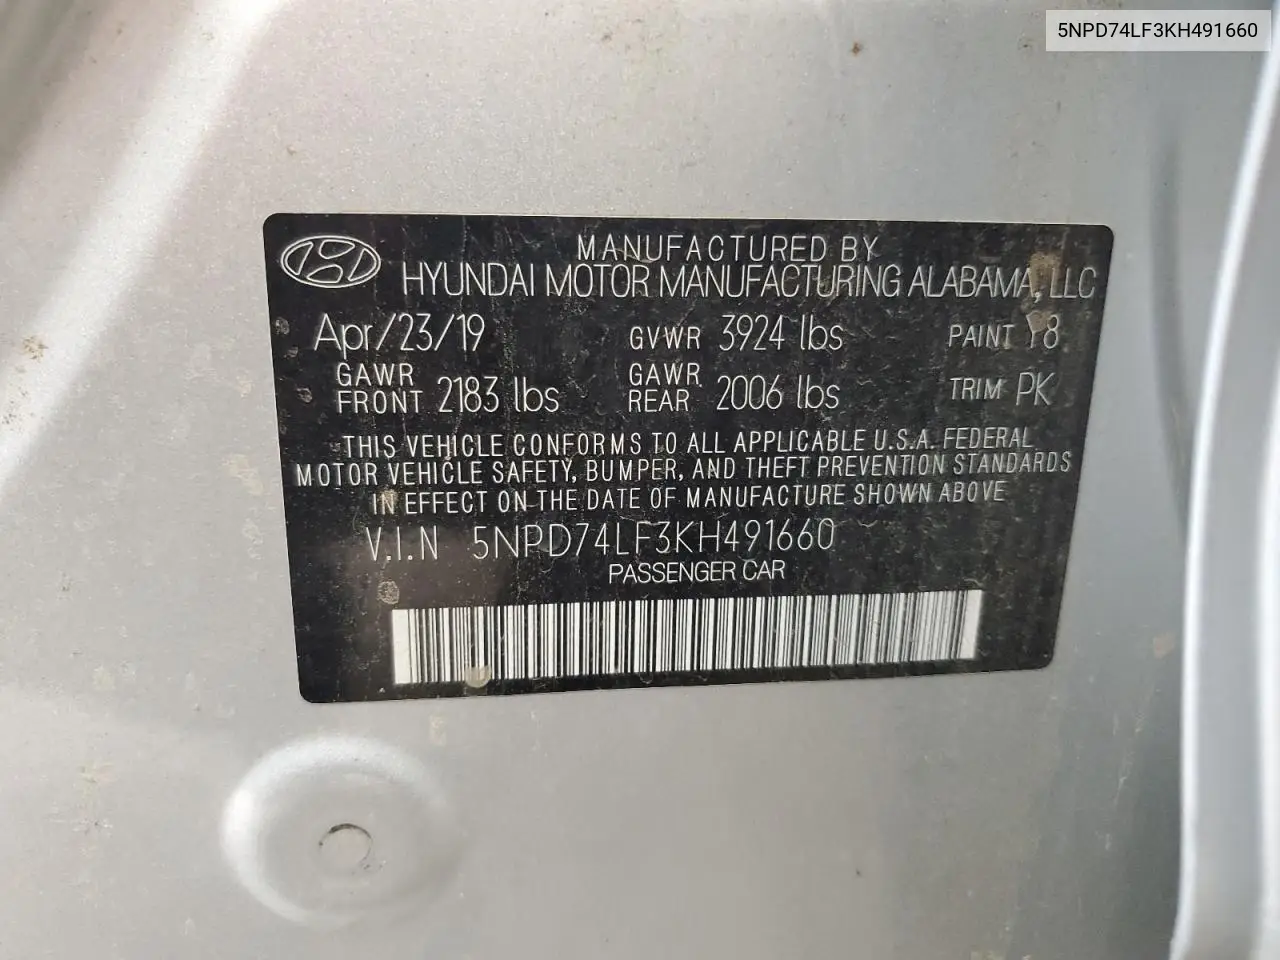 5NPD74LF3KH491660
MANUFACTURED BY
HYUNDAI MOTOR MANUFACTURING ALABAMA, LLC
Apr/23/19 GVWR 3924 lbs PAINT Y8
GAWR FRONT 2183 lbs GAWR REAR 2006 lbs TRIM PK
THIS VEHICLE CONFORMS TO ALL APPLICABLE U.S.A. FEDERAL
MOTOR VEHICLE SAFETY, BUMPER, AND THEFT PREVENTION STANDARDS
IN EFFECT ON THE DATE OF MANUFACTURE SHOWN ABOVE
V.I.N 5NPD74LF3KH491660
PASSENGER CAR